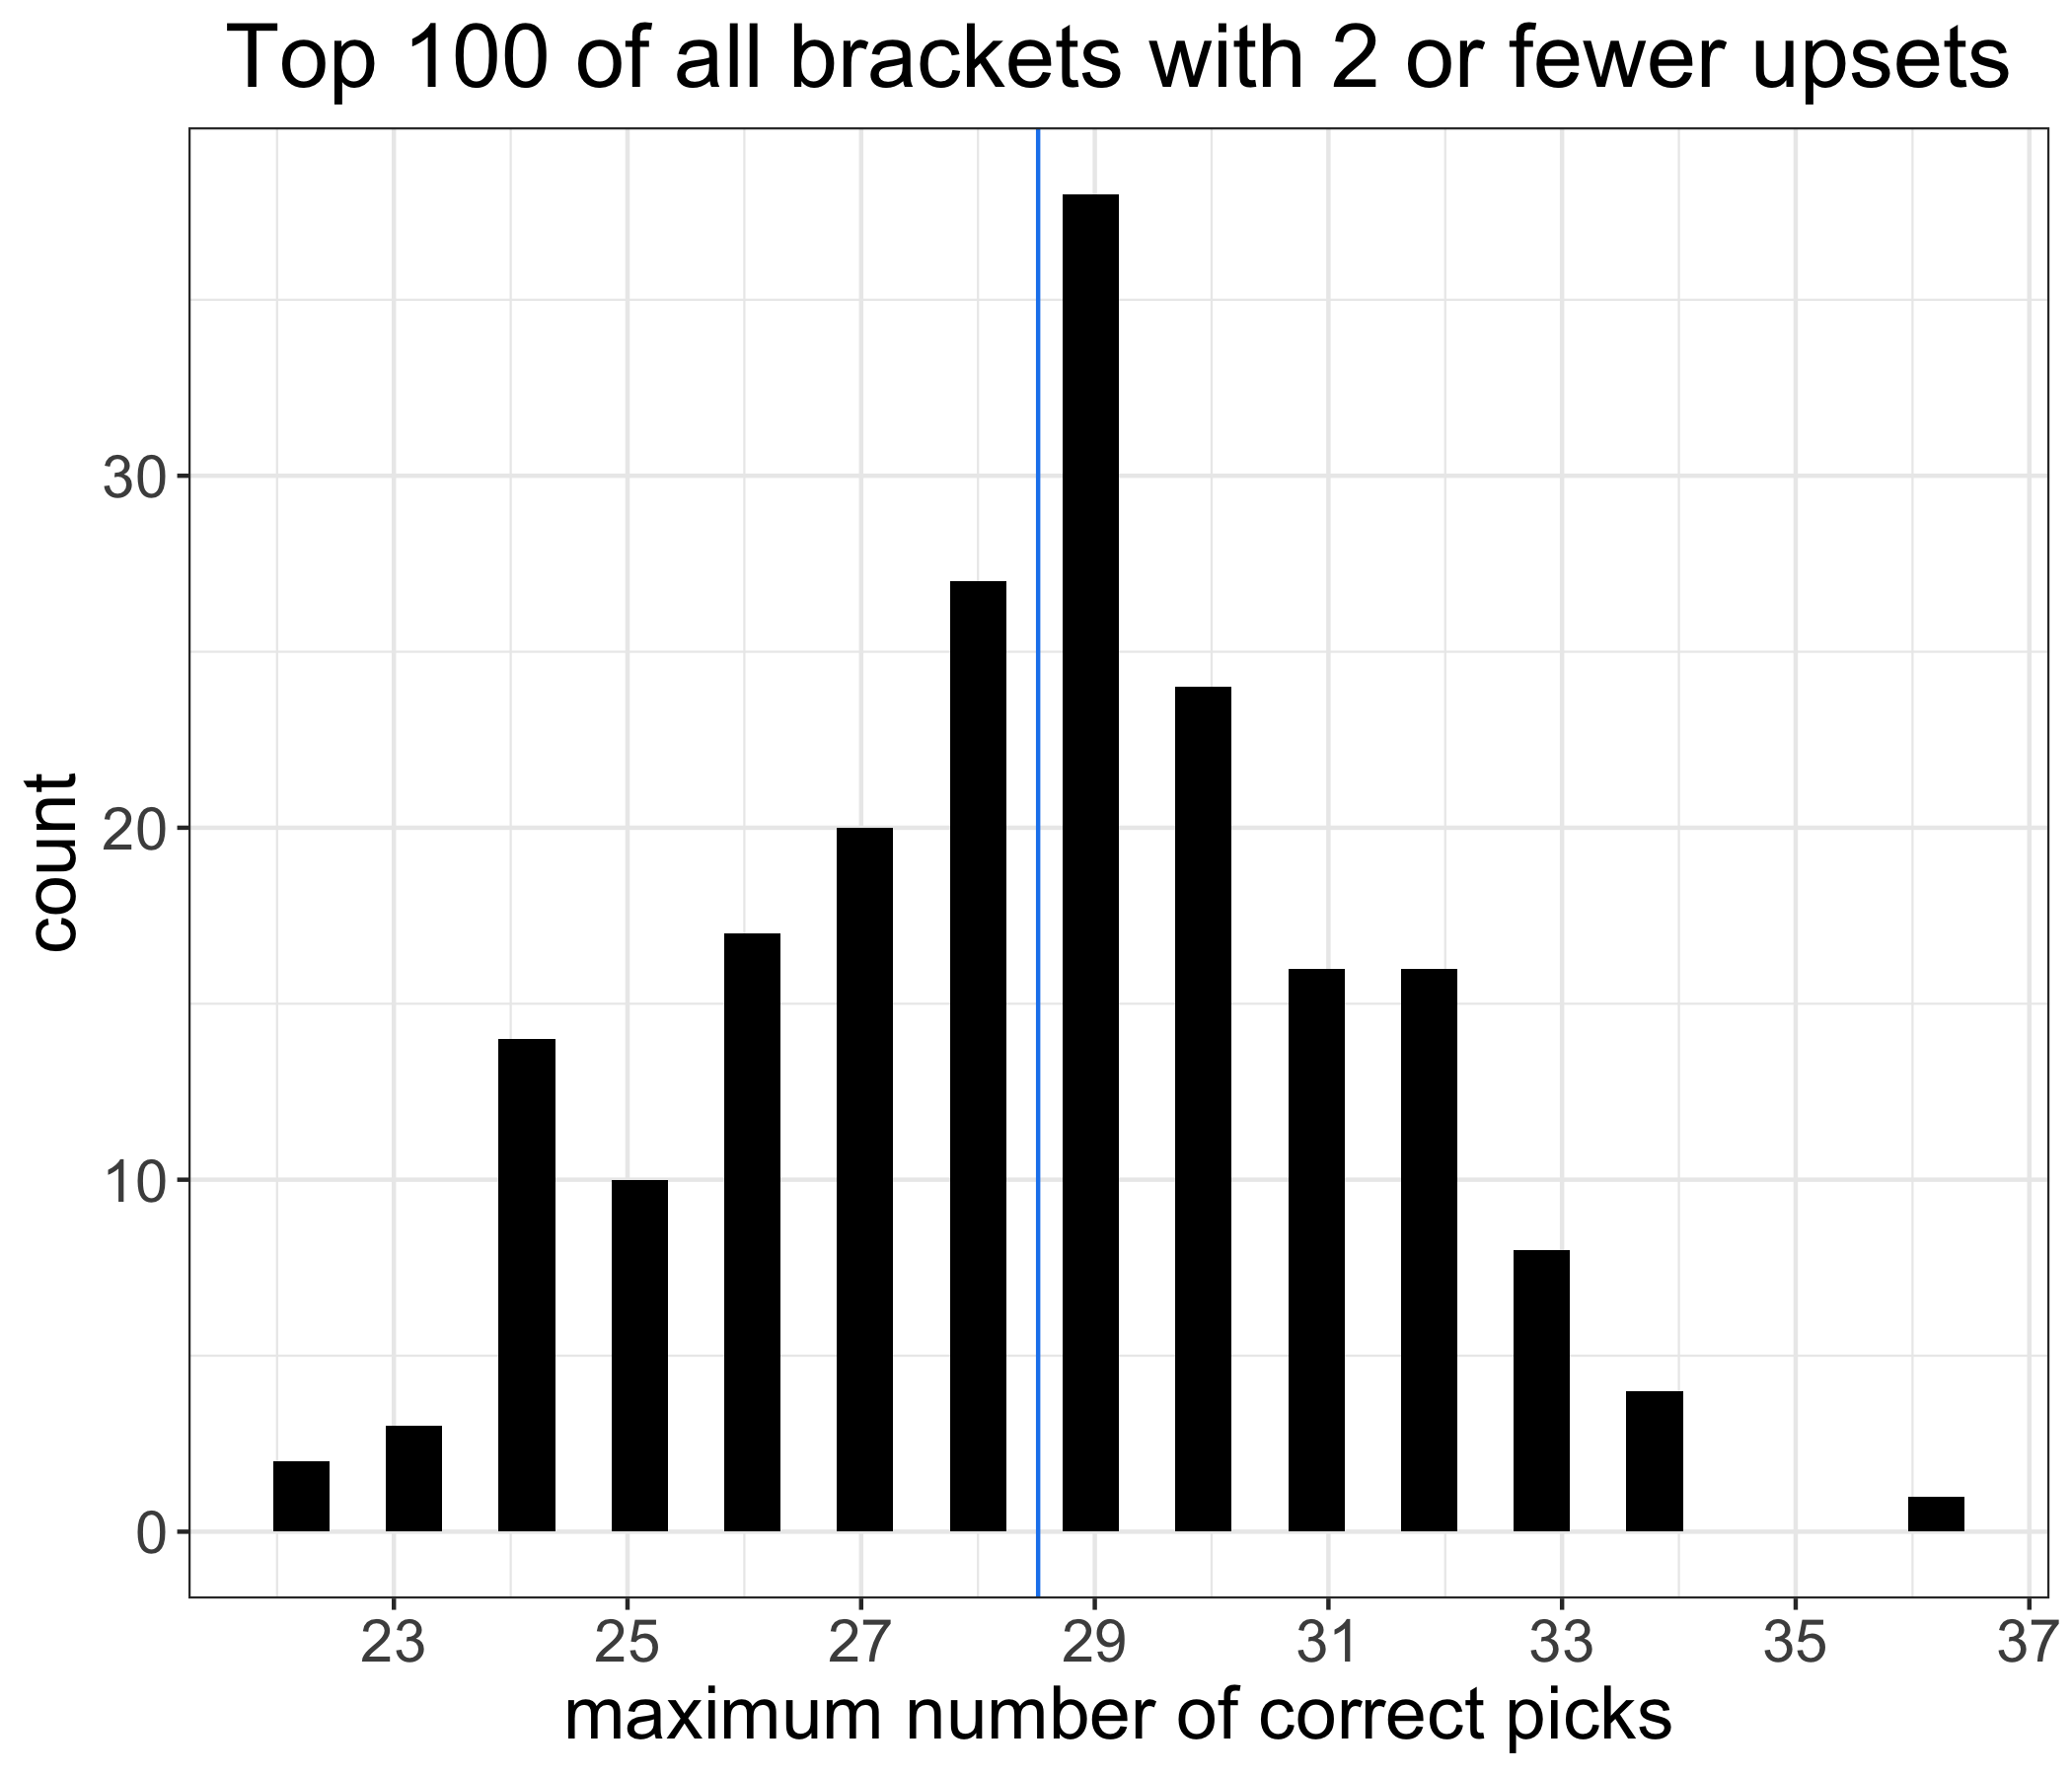 Top 100 of all brackets with 2 or fewer upsets
30
20
10
0
count
23 25 27 29 31 33 35 37
maximum number of correct picks